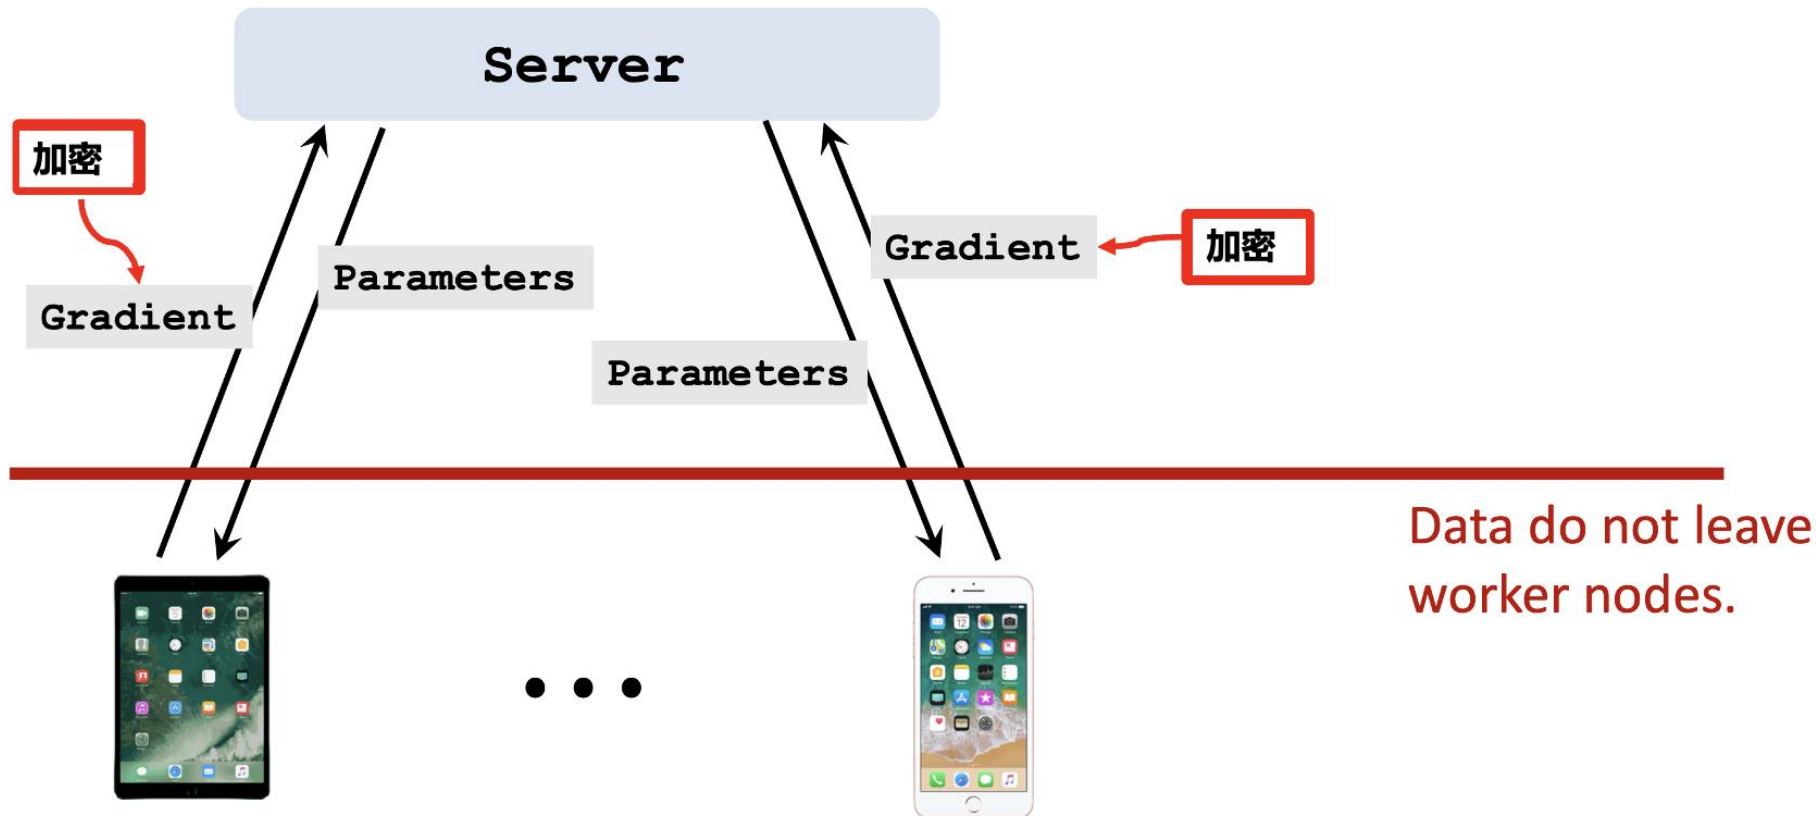 Server
加密
Gradient
加密
Parameters
Gradient
Parameters
Data do not leave
worker nodes.